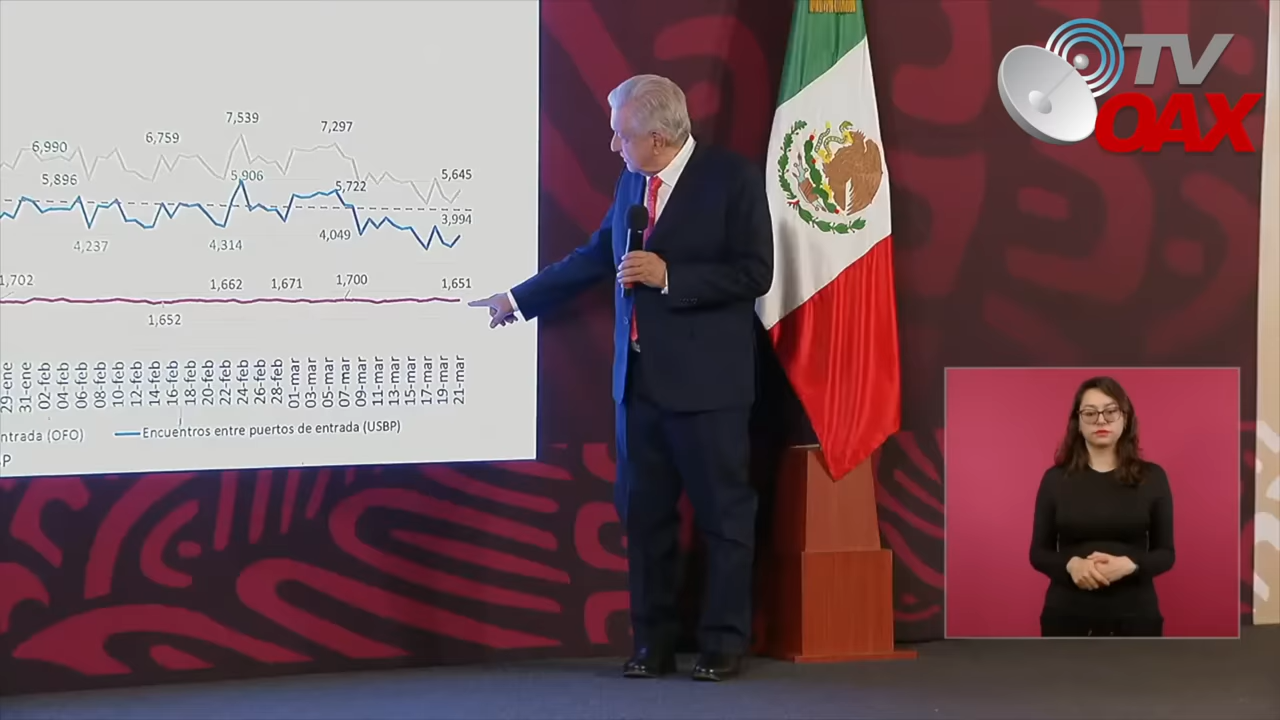 TV
OAX
7,539
7,297
6,990
6,759
5,896
5,906
5,722
5,645
4,237
4,314
4,049
3,994
1,702
1,662
1,671
1,700
1,651
1,652
29-ene
31-ene
02-feb
04-feb
06-feb
08-feb
10-feb
12-feb
14-feb
16-feb
18-feb
20-feb
22-feb
24-feb
26-feb
28-feb
01-mar
03-mar
05-mar
07-mar
09-mar
11-mar
13-mar
15-mar
17-mar
19-mar
21-mar
entrada (OFO)
Encuentros entre puertos de entrada (USBP)